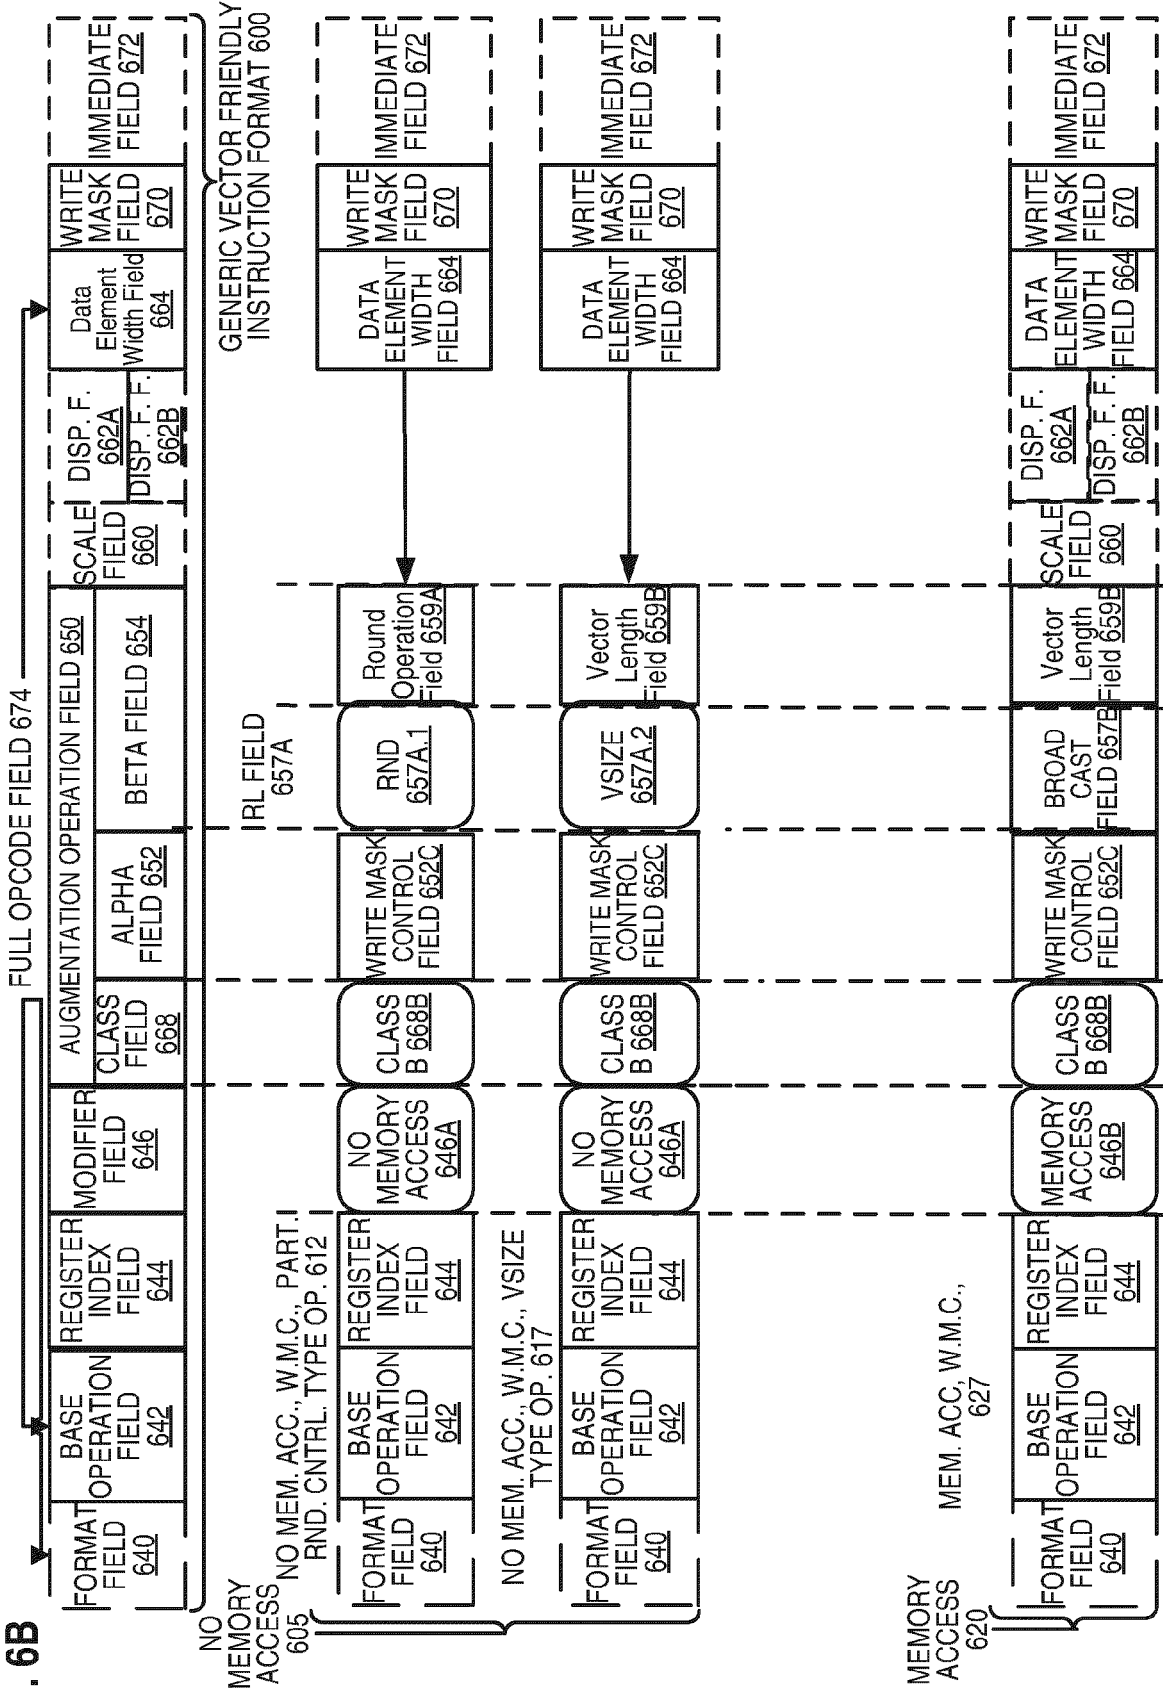 . 6B
FULL OPCODE FIELD 674
FORMAT
FIELD
640
BASE
OPERATION
FIELD
642
REGISTER
INDEX
FIELD
644
MODIFIER
FIELD
646
AUGMENTATION OPERATION FIELD 650
CLASS
FIELD
668
ALPHA
FIELD 652
BETA FIELD 654
SCALE
FIELD
660
DISP. F.
662A
DISP. F. F.
662B
Data
Element
Width Field
664
WRITE
MASK
FIELD
670
IMMEDIATE
FIELD 672
GENERIC VECTOR FRIENDLY
INSTRUCTION FORMAT 600
NO
MEMORY
ACCESS
605
RL FIELD
657A
NO MEM. ACC., W.M.C., PART.
RND. CNTRL. TYPE OP. 612
FORMAT
FIELD
640
BASE
OPERATION
FIELD
642
REGISTER
INDEX
FIELD
644
NO
MEMORY
ACCESS
646A
CLASS
B 668B
WRITE MASK
CONTROL
FIELD 652C
RND
657A.1
Round
Operation
Field 659A
DATA
ELEMENT
WIDTH
FIELD 664
WRITE
MASK
FIELD
670
IMMEDIATE
FIELD 672
NO MEM. ACC., W.M.C., VSIZE
TYPE OP. 617
FORMAT
FIELD
640
BASE
OPERATION
FIELD
642
REGISTER
INDEX
FIELD
644
NO
MEMORY
ACCESS
646A
CLASS
B 668B
WRITE MASK
CONTROL
FIELD 652C
VSIZE
657A.2
Vector
Length
Field 659B
DATA
ELEMENT
WIDTH
FIELD 664
WRITE
MASK
FIELD
670
IMMEDIATE
FIELD 672
MEMORY
ACCESS
620
MEM. ACC, W.M.C.,
627
FORMAT
FIELD
640
BASE
OPERATION
FIELD
642
REGISTER
INDEX
FIELD
644
MEMORY
ACCESS
646B
CLASS
B 668B
WRITE MASK
CONTROL
FIELD 652C
BROAD
CAST
FIELD 657B
Vector
Length
Field 659B
SCALE
FIELD
660
DISP. F.
662A
DISP. F. F.
662B
DATA
ELEMENT
WIDTH
FIELD 664
WRITE
MASK
FIELD
670
IMMEDIATE
FIELD 672